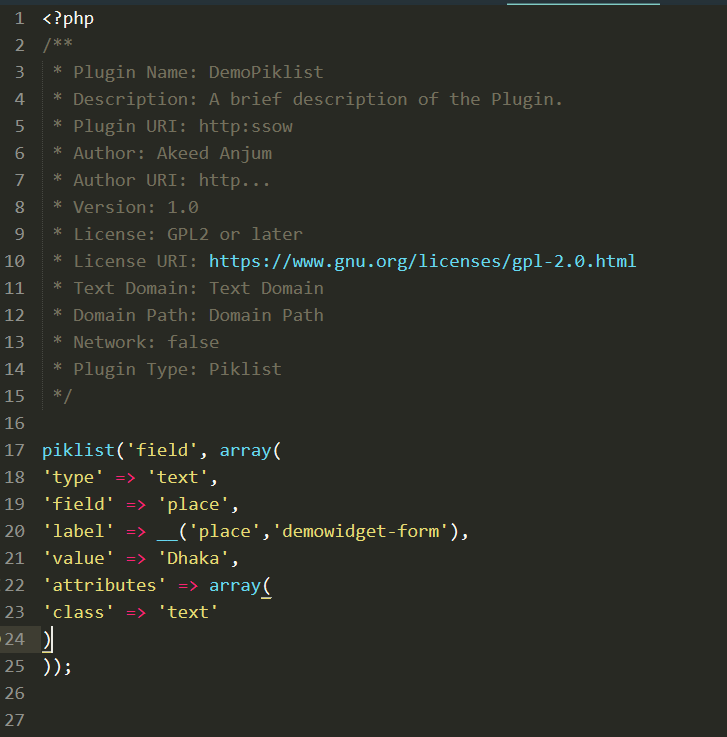 1 <?php
2 /**
3 * Plugin Name: DemoPiklist
4 * Description: A brief description of the Plugin.
5 * Plugin URI: http:ssow
6 * Author: Akeed Anjum
7 * Author URI: http...
8 * Version: 1.0
9 * License: GPL2 or later
10 * License URI: https://www.gnu.org/licenses/gpl-2.0.html
11 * Text Domain: Text Domain
12 * Domain Path: Domain Path
13 * Network: false
14 * Plugin Type: Piklist
15 */
16
17 piklist('field', array(
18 'type' => 'text',
19 'field' => 'place',
20 'label' => __('place','demowidget-form'),
21 'value' => 'Dhaka',
22 'attributes' => array(
23 'class' => 'text'
24 )
25 ));
26
27